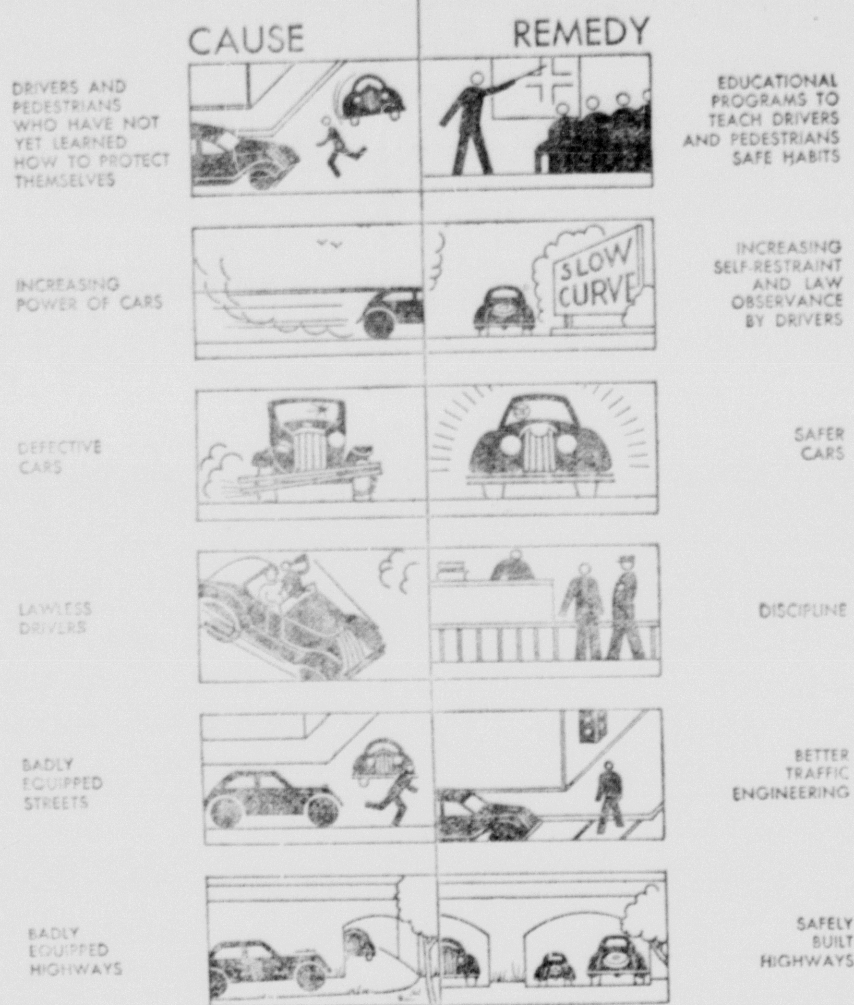 CAUSE
REMEDY
DRIVERS AND
PEDESTRIANS
WHO HAVE NOT
YET LEARNED
HOW TO PROTECT
THEMSELVES
EDUCATIONAL
PROGRAMS TO
TEACH DRIVERS
AND PEDESTRIANS
SAFE HABITS
INCREASING
POWER OF CARS
SLOW
CURVE
INCREASING
SELF-RESTRAINT
AND LAW
OBSERVANCE
BY DRIVERS
DEFECTIVE
CARS
SAFER
CARS
LAWLESS
DRIVERS
DISCIPLINE
BADLY
EQUIPPED
STREETS
BETTER
TRAFFIC
ENGINEERING
BADLY
EQUIPPED
HIGHWAYS
SAFELY
BUILT
HIGHWAYS